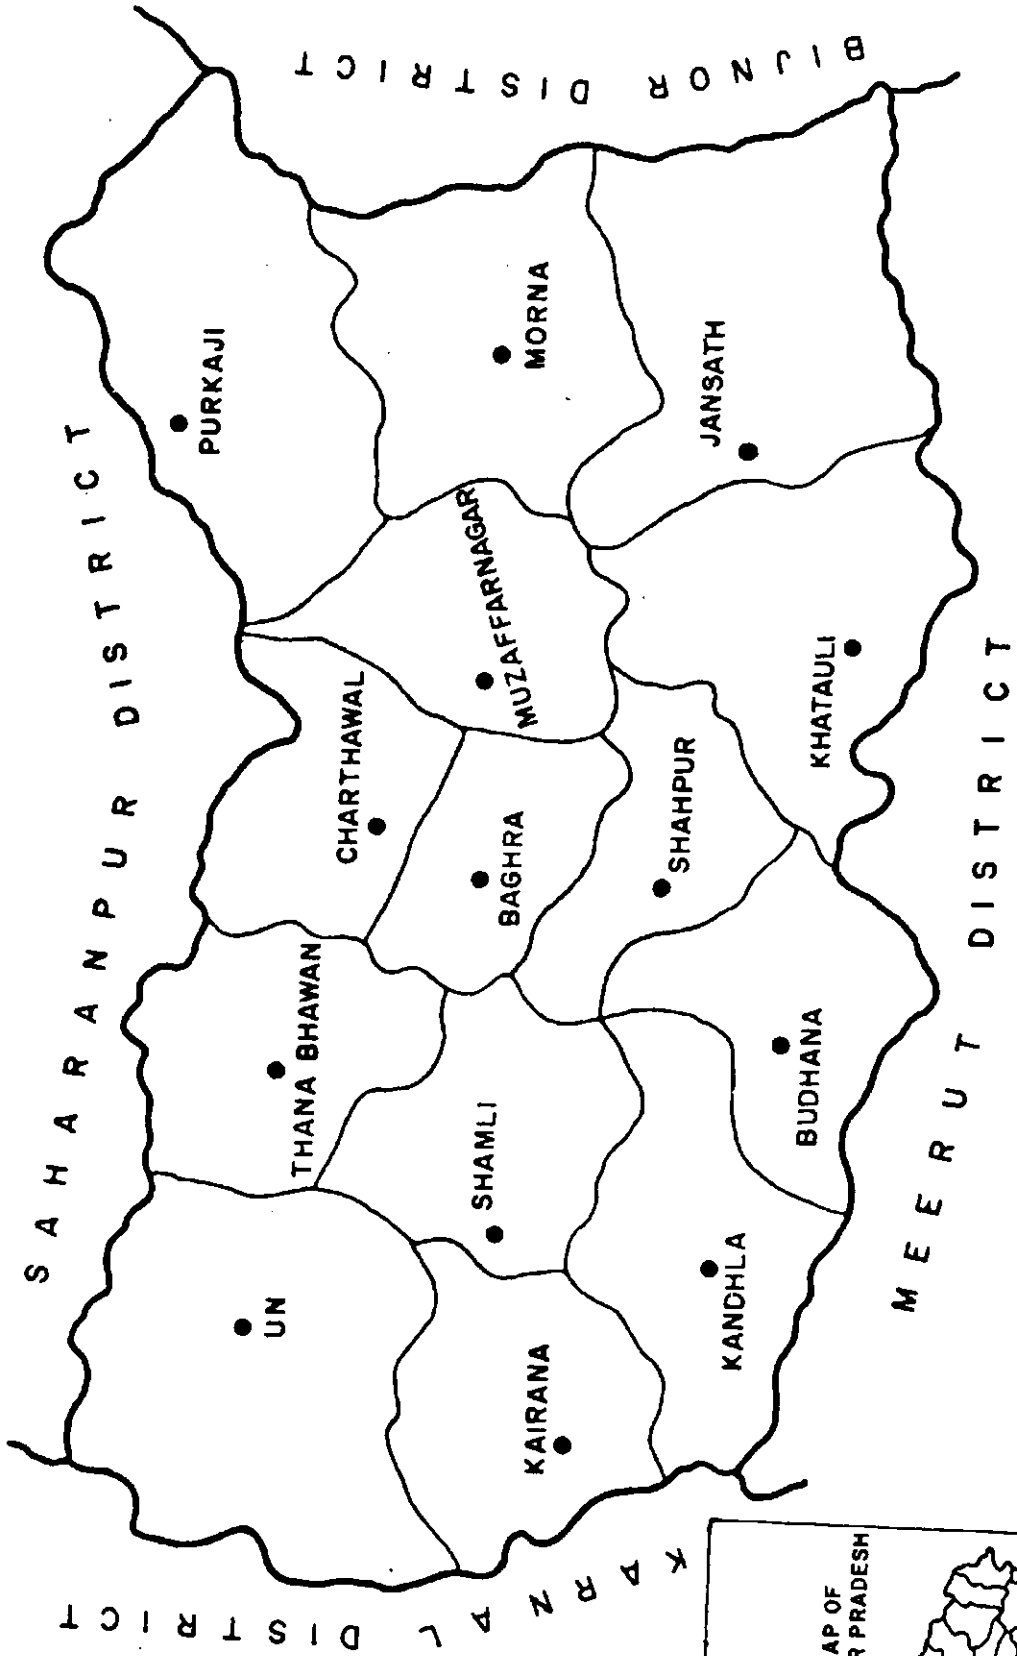 SAHARANPUR DISTRICT
BIJNOR DISTRICT
PURKAJI
MORNA
JANSATH
MUZAFFARNAGAR
CHARTHAWAL
BAGHRA
SHAHPUR
KHATAULI
THANA BHAWAN
SHAMLI
BUDHANA
UN
KAIRANA
KANDHLA
KARNAL DISTRICT
MEERUT DISTRICT
AP OF
R PRADESH